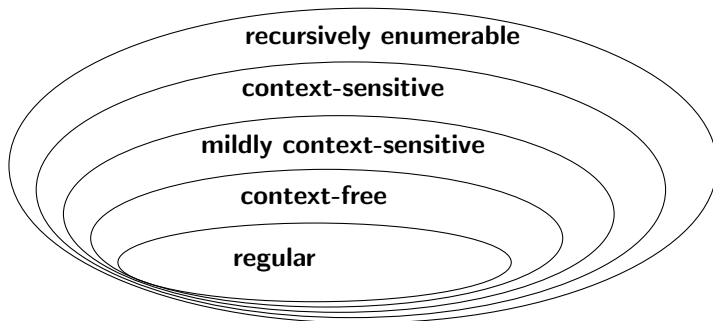 recursively enumerable
context-sensitive
mildly context-sensitive
context-free
regular